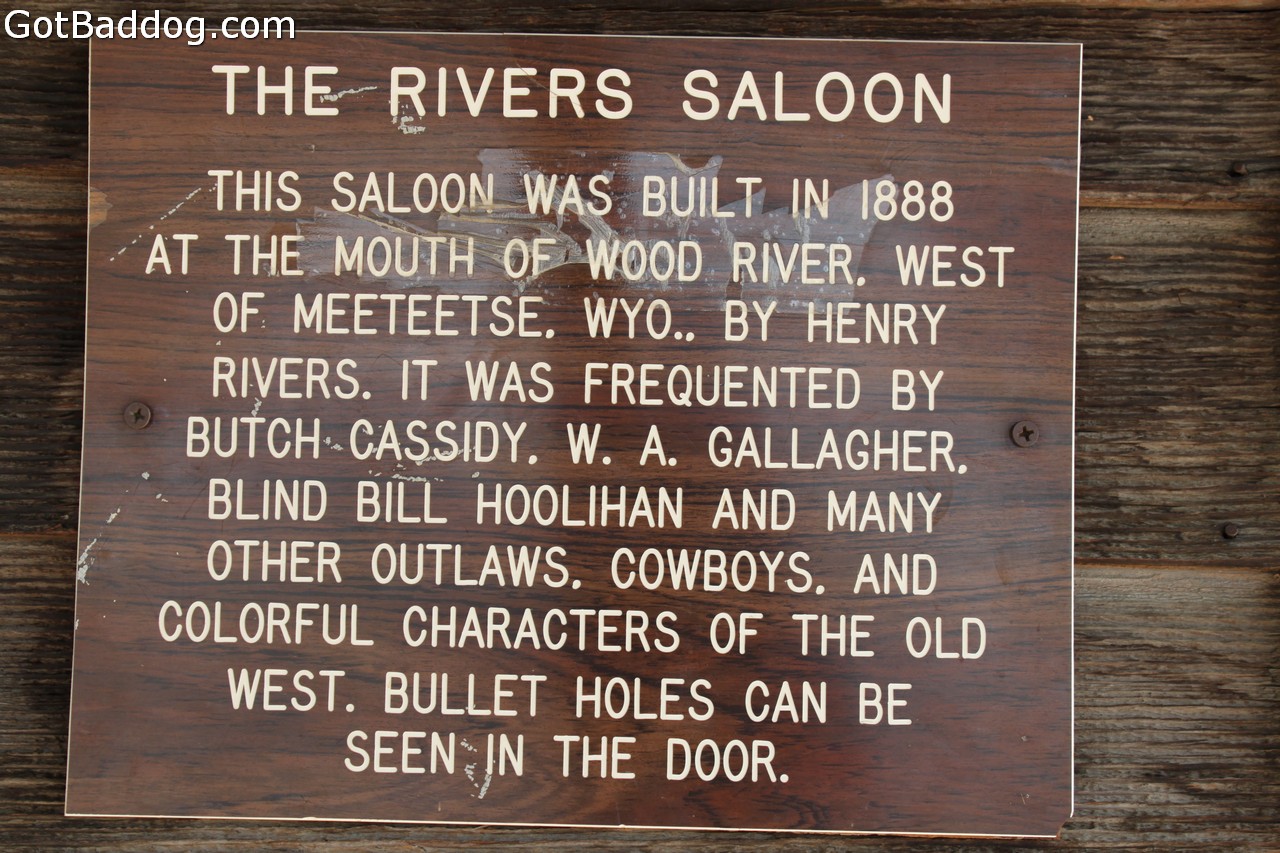 GotBaddog.com
THE RIVERS SALOON
THIS SALOON WAS BUILT IN 1888
AT THE MOUTH OF WOOD RIVER, WEST
OF MEETEETSE, WYO., BY HENRY
RIVERS. IT WAS FREQUENTED BY
BUTCH CASSIDY, W. A. GALLAGHER,
BLIND BILL HOOLIHAN AND MANY
OTHER OUTLAWS, COWBOYS, AND
COLORFUL CHARACTERS OF THE OLD
WEST. BULLET HOLES CAN BE
SEEN IN THE DOOR.